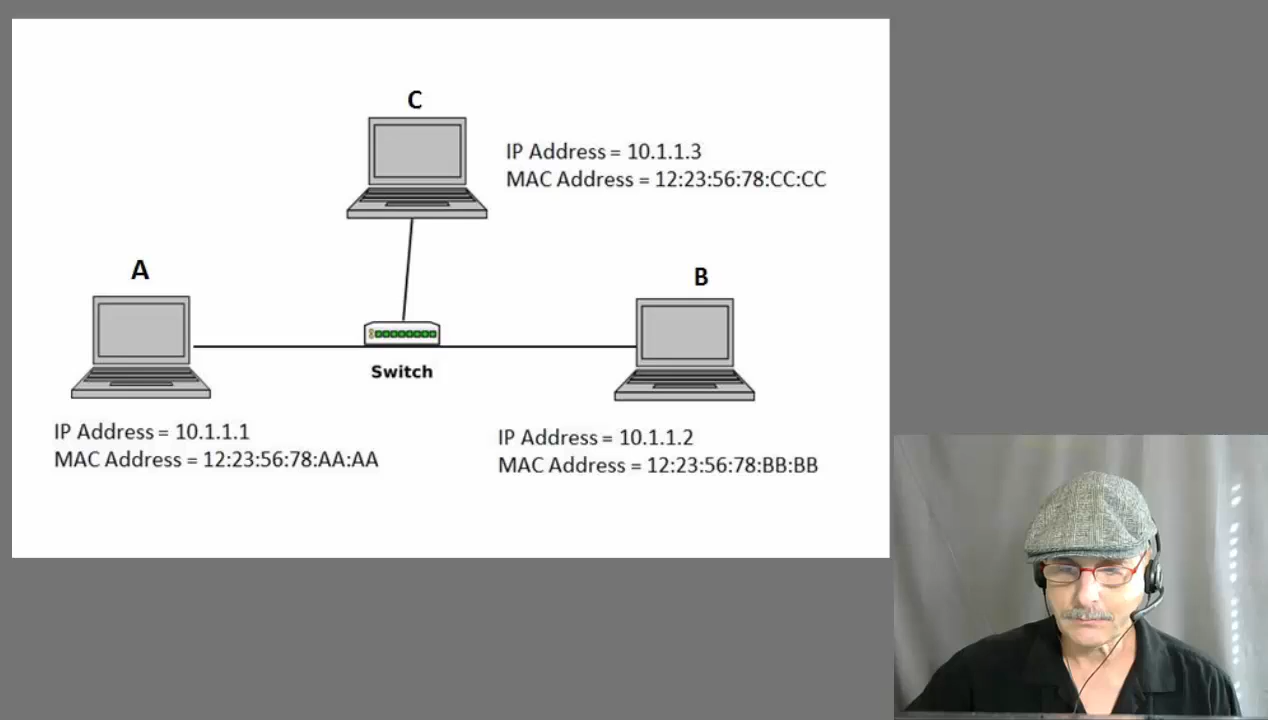 C
IP Address = 10.1.1.3
MAC Address = 12:23:56:78:CC:CC
A
B
Switch
IP Address = 10.1.1.1
MAC Address = 12:23:56:78:AA:AA
IP Address = 10.1.1.2
MAC Address = 12:23:56:78:BB:BB